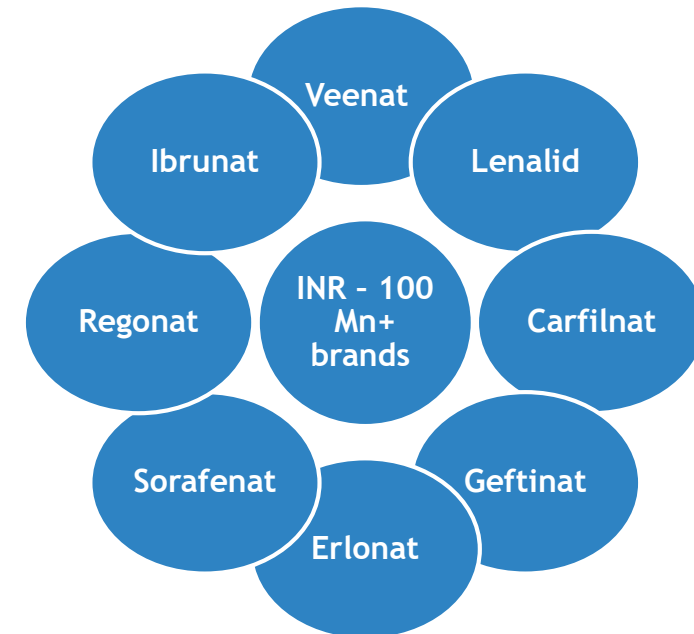 Veenat
Ibrunat
Lenalid
INR – 100
Mn+
brands
Regonat
Carfilnat
Sorafenat
Geftinat
Erlonat